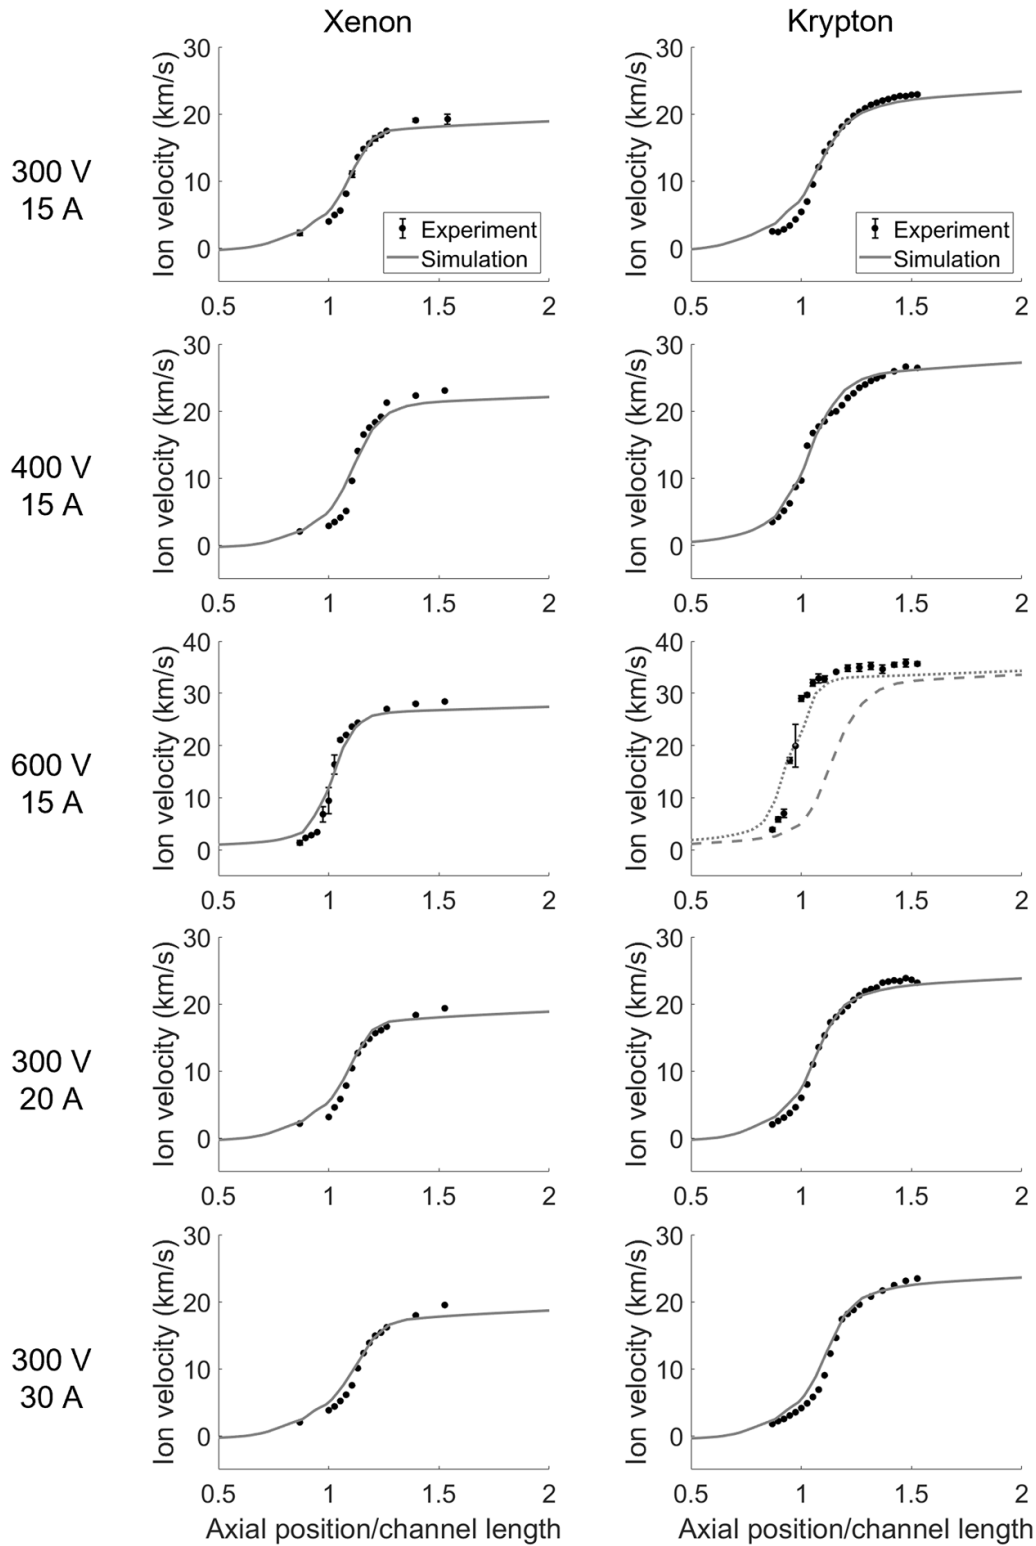 Xenon
Krypton
300 V
15 A
Ion velocity (km/s)
30
20
10
0
Experiment
Simulation
0.5 1 1.5 2
Ion velocity (km/s)
30
20
10
0
Experiment
Simulation
0.5 1 1.5 2
400 V
15 A
Ion velocity (km/s)
30
20
10
0
0.5 1 1.5 2
Ion velocity (km/s)
30
20
10
0
0.5 1 1.5 2
600 V
15 A
Ion velocity (km/s)
40
30
20
10
0
0.5 1 1.5 2
Ion velocity (km/s)
40
30
20
10
0
0.5 1 1.5 2
300 V
20 A
Ion velocity (km/s)
30
20
10
0
0.5 1 1.5 2
Ion velocity (km/s)
30
20
10
0
0.5 1 1.5 2
300 V
30 A
Ion velocity (km/s)
30
20
10
0
0.5 1 1.5 2
Axial position/channel length
Ion velocity (km/s)
30
20
10
0
0.5 1 1.5 2
Axial position/channel length